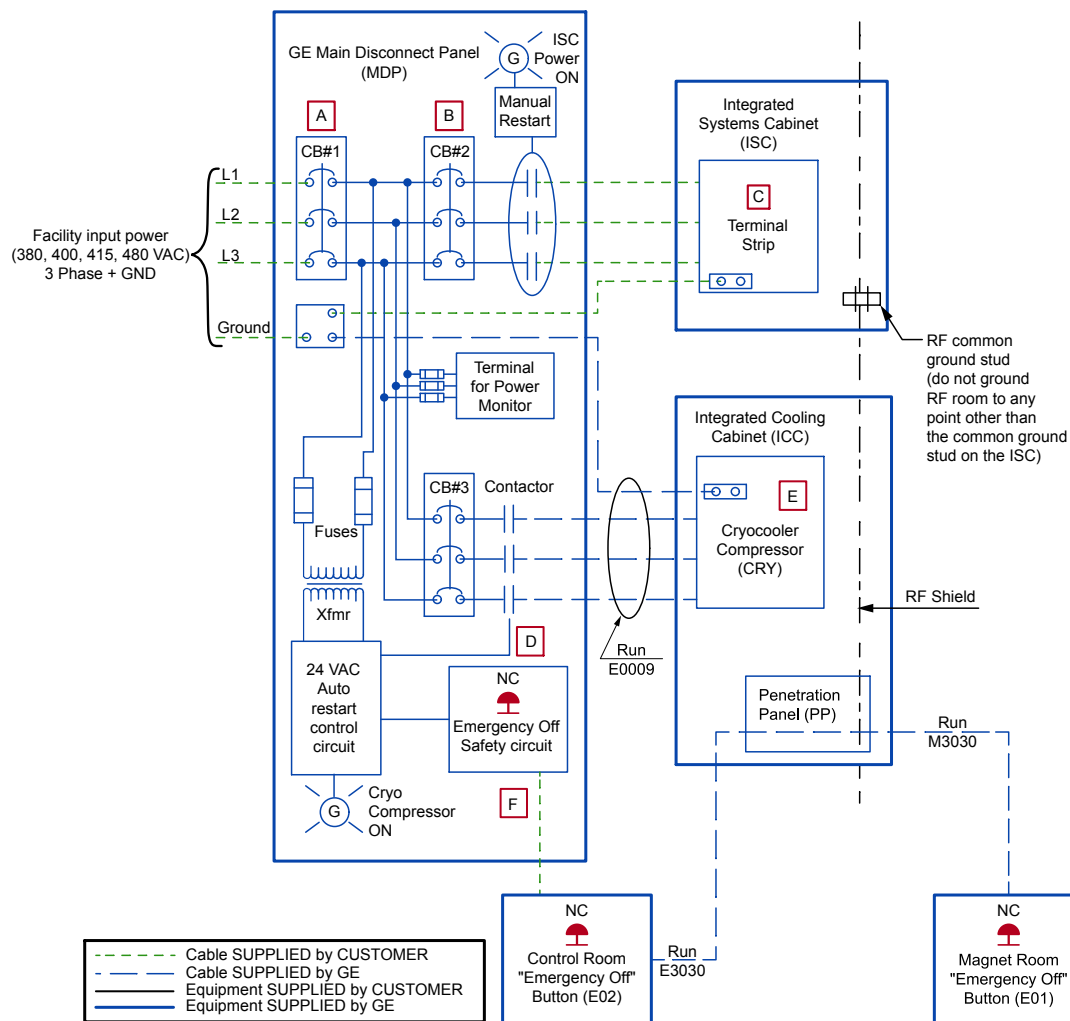 GE Main Disconnect Panel
(MDP)
ISC
Power
ON
G
Manual
Restart
A
B
CB#1
CB#2
L1
L2
L3
Facility input power
(380, 400, 415, 480 VAC)
3 Phase + GND
Ground
Integrated
Systems Cabinet
(ISC)
C
Terminal
Strip
RF common
ground stud
(do not ground
RF room to any
point other than
the common ground
stud on the ISC)
Terminal
for Power
Monitor
Integrated Cooling
Cabinet (ICC)
CB#3
Contactor
E
Cryocooler
Compressor
(CRY)
Fuses
Xfmr
RF Shield
D
Run
E0009
24 VAC
Auto
restart
control
circuit
NC
Emergency Off
Safety circuit
Penetration
Panel (PP)
Run
M3030
G
Cryo
Compressor
ON
F
NC
Control Room
"Emergency Off"
Button (E02)
Run
E3030
NC
Magnet Room
"Emergency Off"
Button (E01)
Cable SUPPLIED by CUSTOMER
Cable SUPPLIED by GE
Equipment SUPPLIED by CUSTOMER
Equipment SUPPLIED by GE